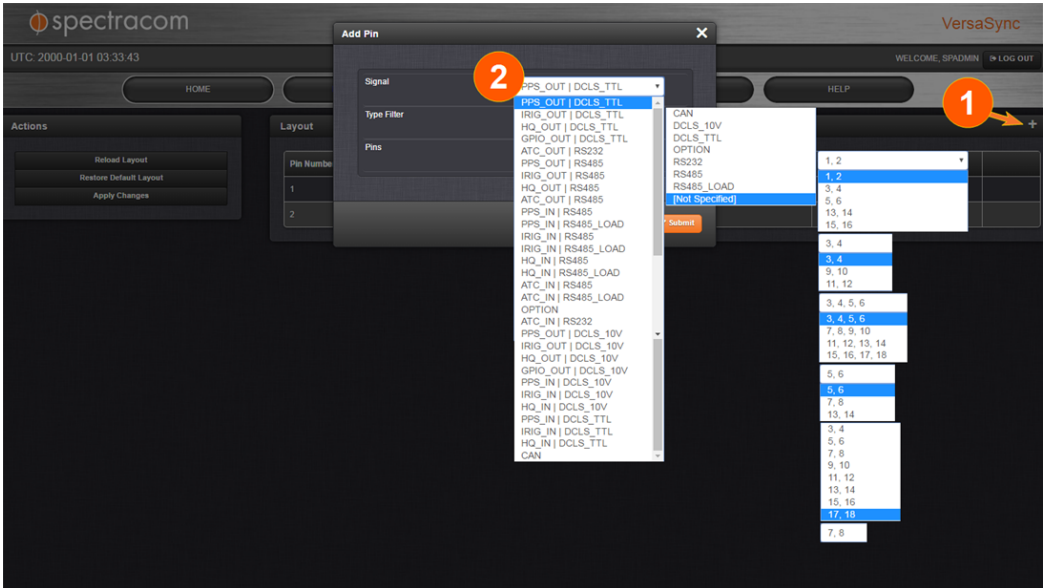 spectracom
VersaSync
UTC: 2000-01-01 03:33:43
WELCOME, SPADMIN
LOG OUT
HOME
HELP
Actions
Reload Layout
Restore Default Layout
Apply Changes
Layout
Pin Numbe
1
2
1
+
Add Pin
X
2
Signal
Type Filter
Pins
Submit
PPS_OUT | DCLS_TTL
PPS_OUT | DCLS_TTL
IRIG_OUT | DCLS_TTL
HQ_OUT | DCLS_TTL
GPIO_OUT | DCLS_TTL
ATC_OUT | RS232
PPS_OUT | RS485
IRIG_OUT | RS485
HQ_OUT | RS485
ATC_OUT | RS485
PPS_IN | RS485
PPS_IN | RS485_LOAD
IRIG_IN | RS485
IRIG_IN | RS485_LOAD
HQ_IN | RS485
HQ_IN | RS485_LOAD
ATC_IN | RS485
ATC_IN | RS485_LOAD
OPTION
ATC_IN | RS232
PPS_OUT | DCLS_10V
IRIG_OUT | DCLS_10V
HQ_OUT | DCLS_10V
GPIO_OUT | DCLS_10V
PPS_IN | DCLS_10V
IRIG_IN | DCLS_10V
HQ_IN | DCLS_10V
PPS_IN | DCLS_TTL
IRIG_IN | DCLS_TTL
HQ_IN | DCLS_TTL
CAN
CAN
DCLS_10V
DCLS_TTL
OPTION
RS232
RS485
RS485_LOAD
[Not Specified]
1, 2
1, 2
3, 4
5, 6
13, 14
15, 16
3, 4
3, 4
9, 10
11, 12
3, 4, 5, 6
3, 4, 5, 6
7, 8, 9, 10
11, 12, 13, 14
15, 16, 17, 18
5, 6
5, 6
7, 8
13, 14
3, 4
5, 6
7, 8
9, 10
11, 12
13, 14
15, 16
17, 18
7, 8